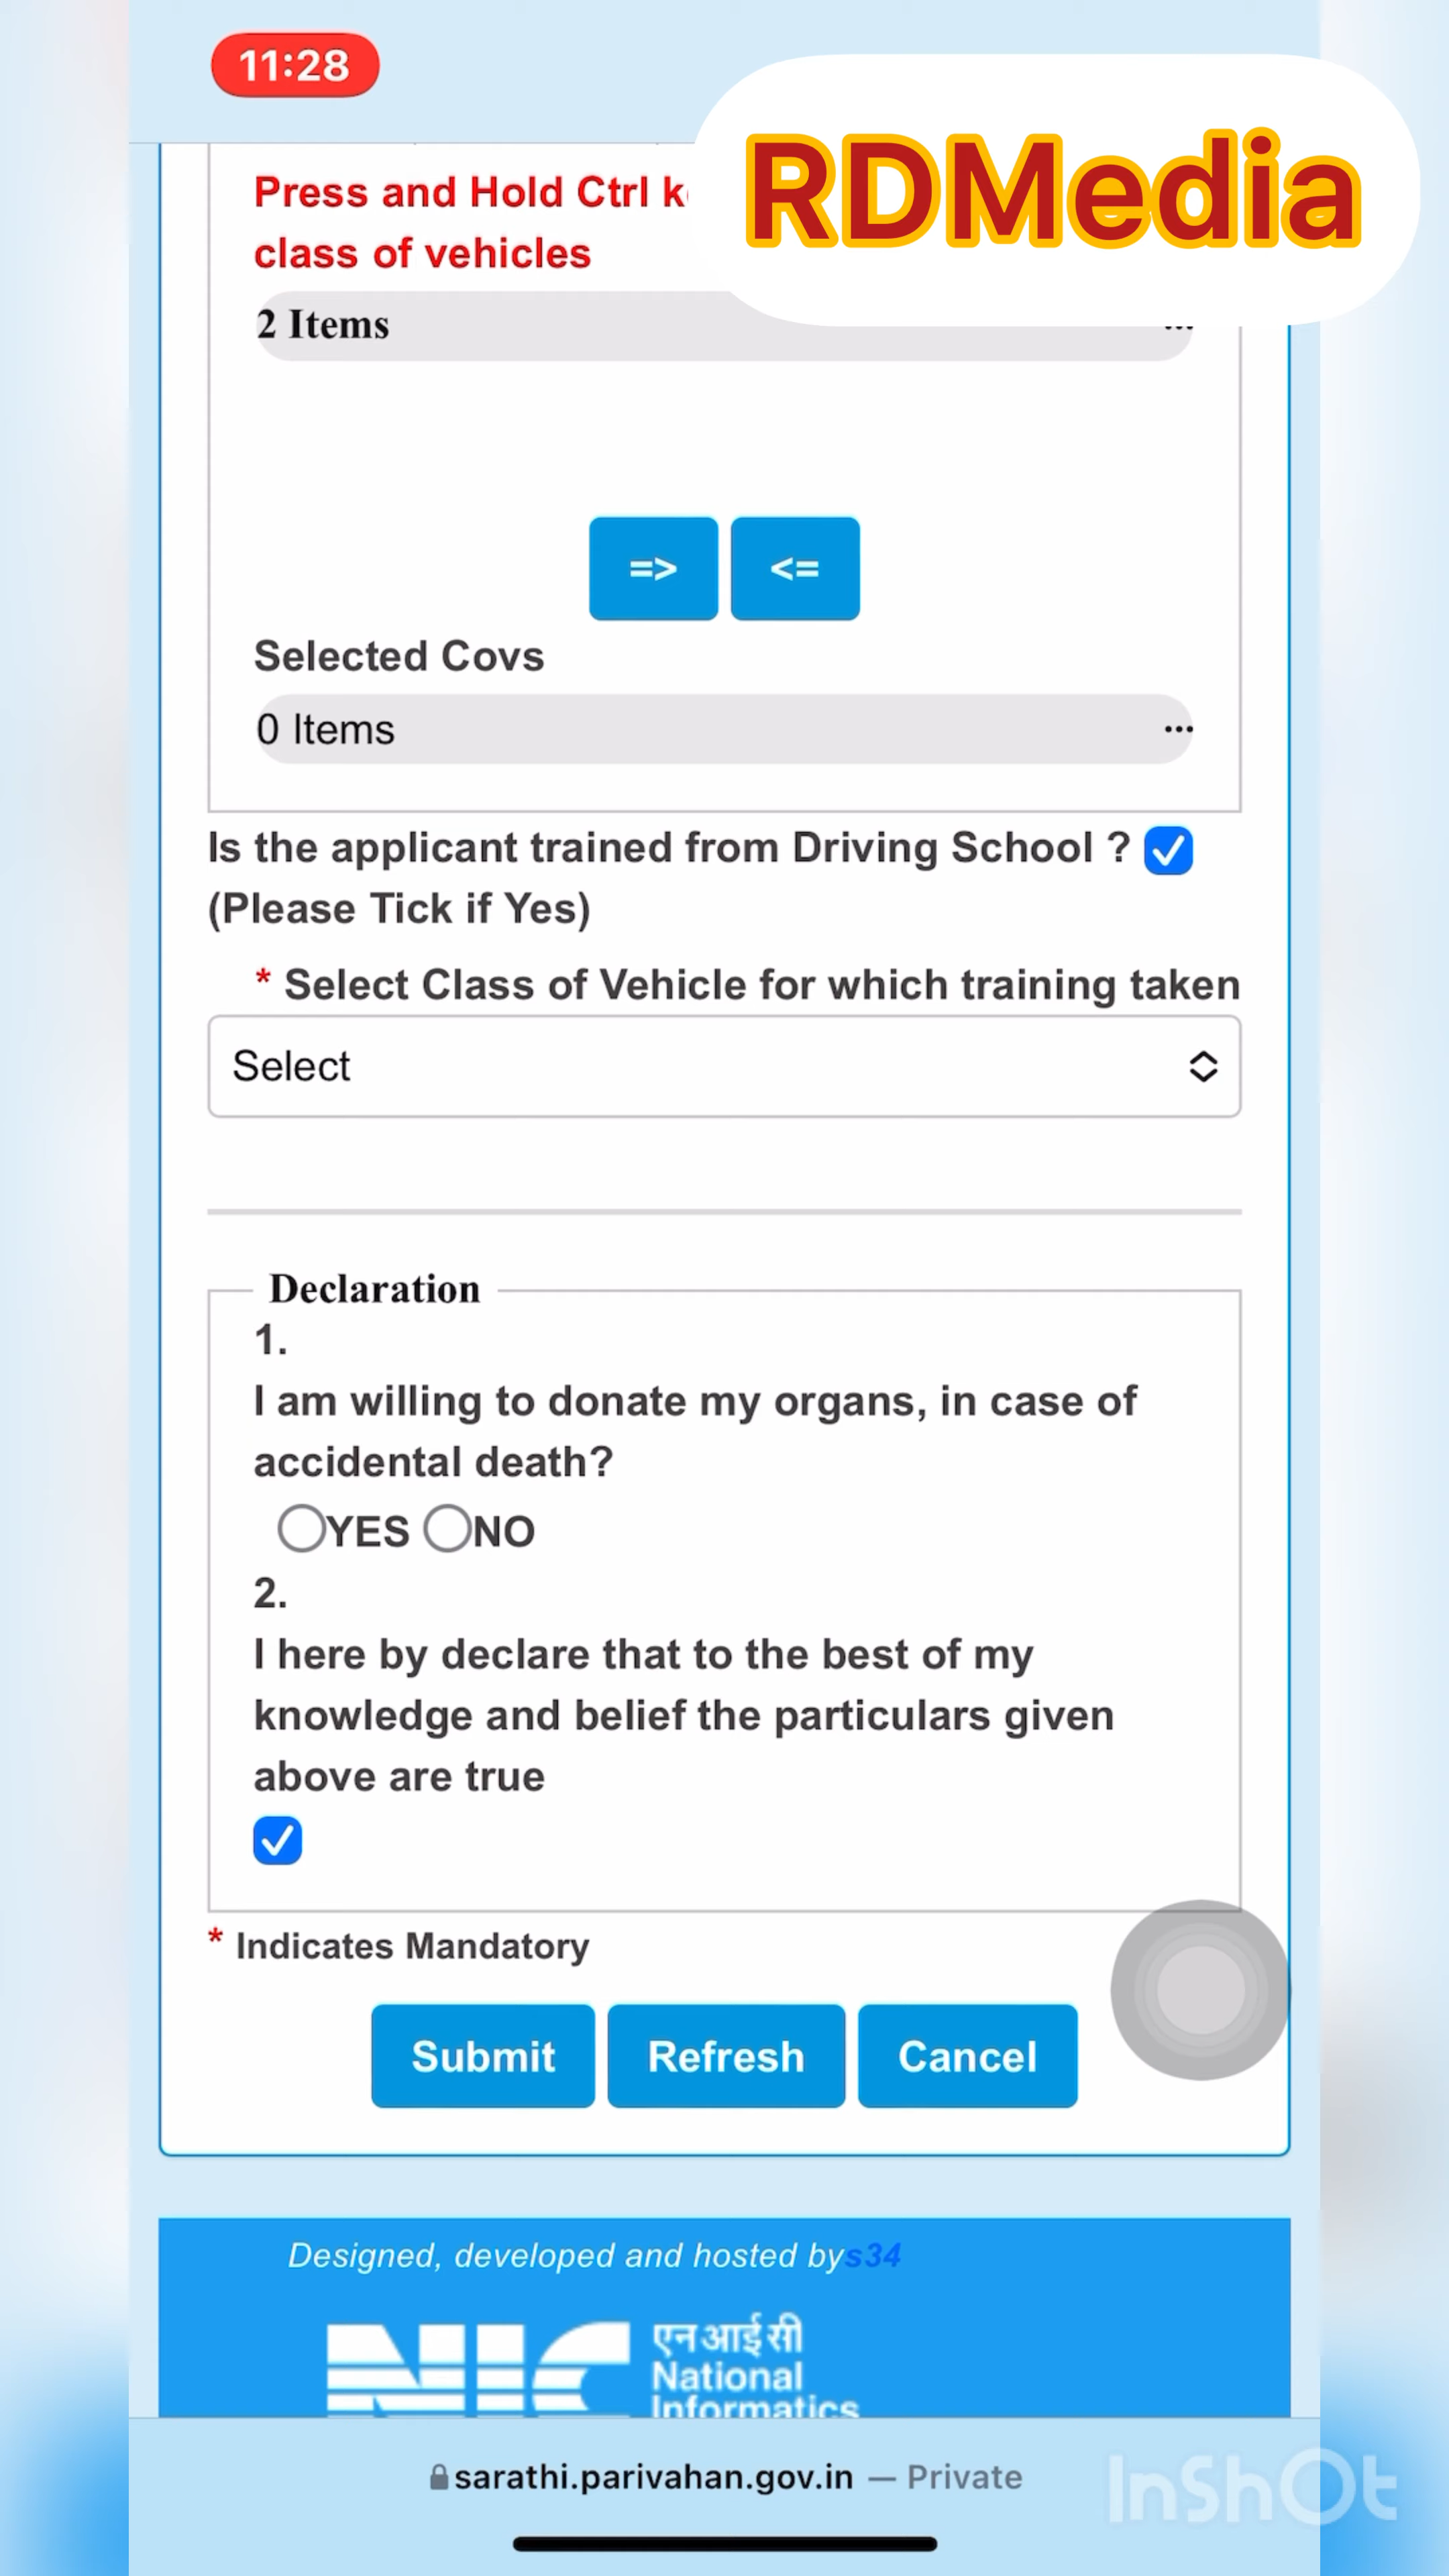 11:28
RDMedia
Press and Hold Ctrl
class of vehicles
2 Items
...
=> <=
Selected Covs
0 Items ...
Is the applicant trained from Driving School ?
(Please Tick if Yes)
* Select Class of Vehicle for which training taken
Select
Declaration
1.
I am willing to donate my organs, in case of
accidental death?
YES NO
2.
I here by declare that to the best of my
knowledge and belief the particulars given
above are true
* Indicates Mandatory
Submit Refresh Cancel
Designed, developed and hosted bys34
NIC एन आई सी
National
Informatics
sarathi.parivahan.gov.in — Private
InShOt